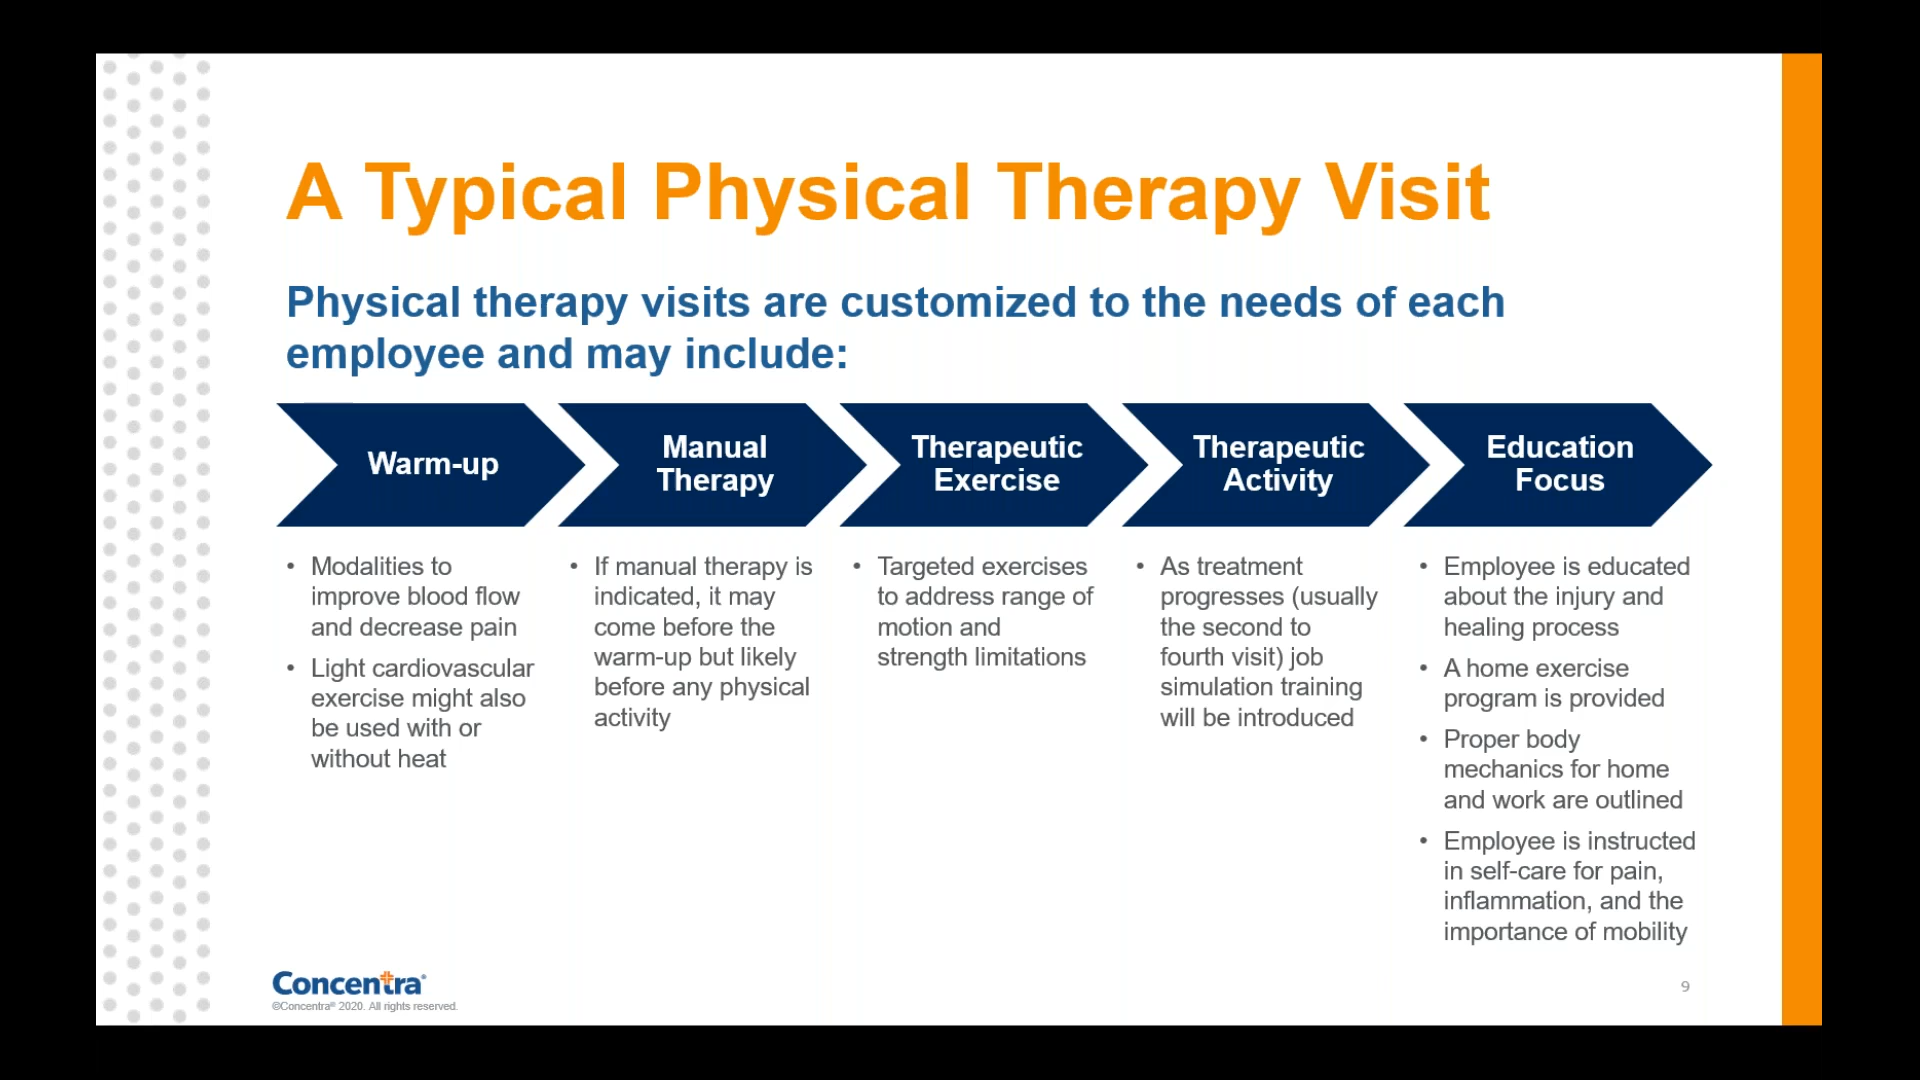 A Typical Physical Therapy Visit
Physical therapy visits are customized to the needs of each
employee and may include:
Warm-up
Manual
Therapy
Therapeutic
Exercise
Therapeutic
Activity
Education
Focus
• Modalities to
improve blood flow
and decrease pain
• Light cardiovascular
exercise might also
be used with or
without heat
• If manual therapy is
indicated, it may
come before the
warm-up but likely
before any physical
activity
• Targeted exercises
to address range of
motion and
strength limitations
• As treatment
progresses (usually
the second to
fourth visit) job
simulation training
will be introduced
• Employee is educated
about the injury and
healing process
• A home exercise
program is provided
• Proper body
mechanics for home
and work are outlined
• Employee is instructed
in self-care for pain,
inflammation, and the
importance of mobility
Concentra®
©Concentra® 2020. All rights reserved.
9